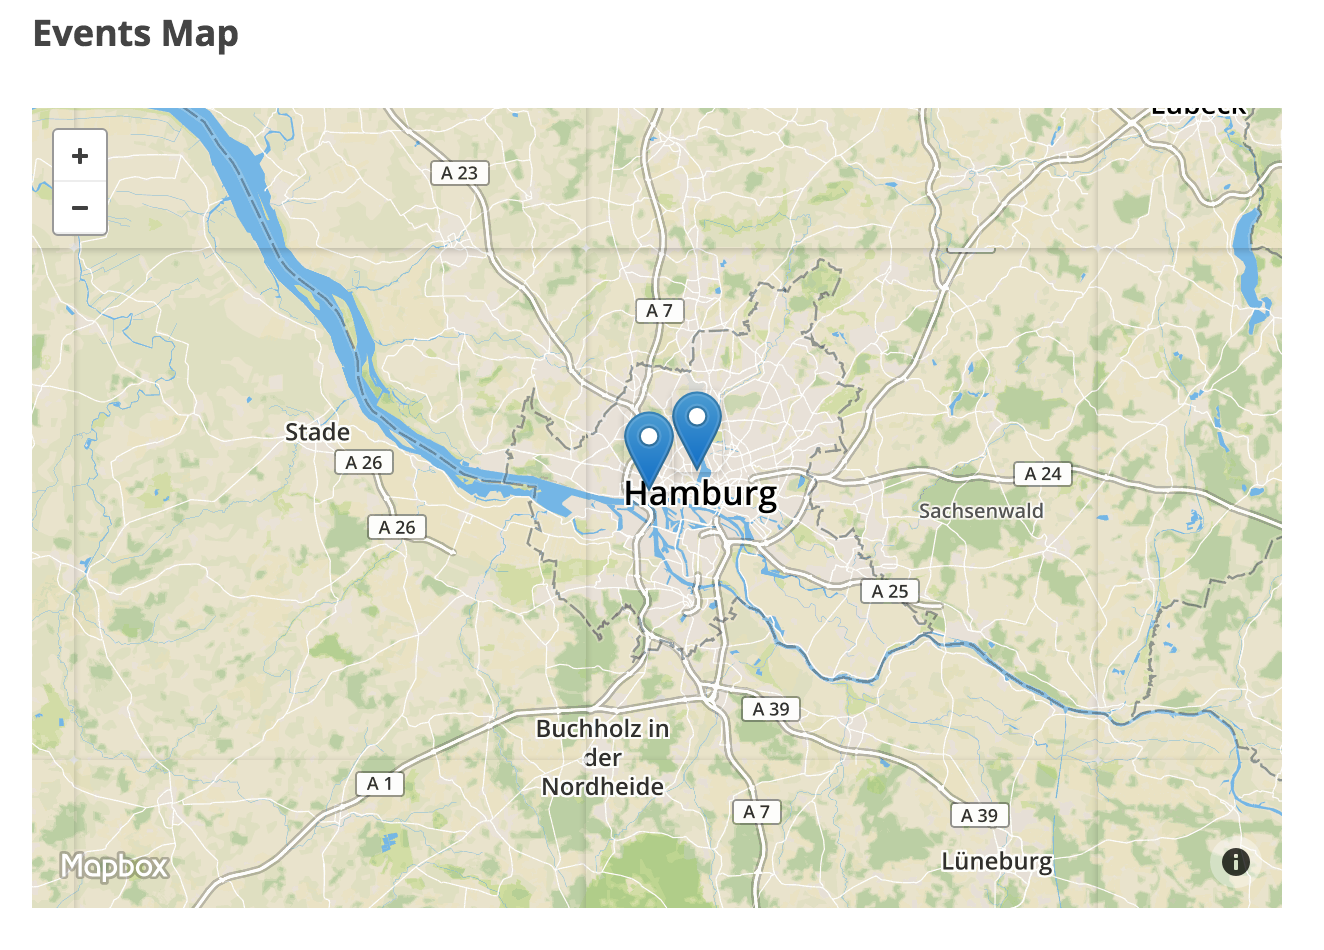 Events Map
Lübeck
+
A 23
−
A 7
Stade
A 26
A 24
Hamburg
Sachsenwald
A 26
A 25
A 39
Buchholz in
der
Nordheide
A 1
A 7
A 39
Lüneburg
Mapbox
i